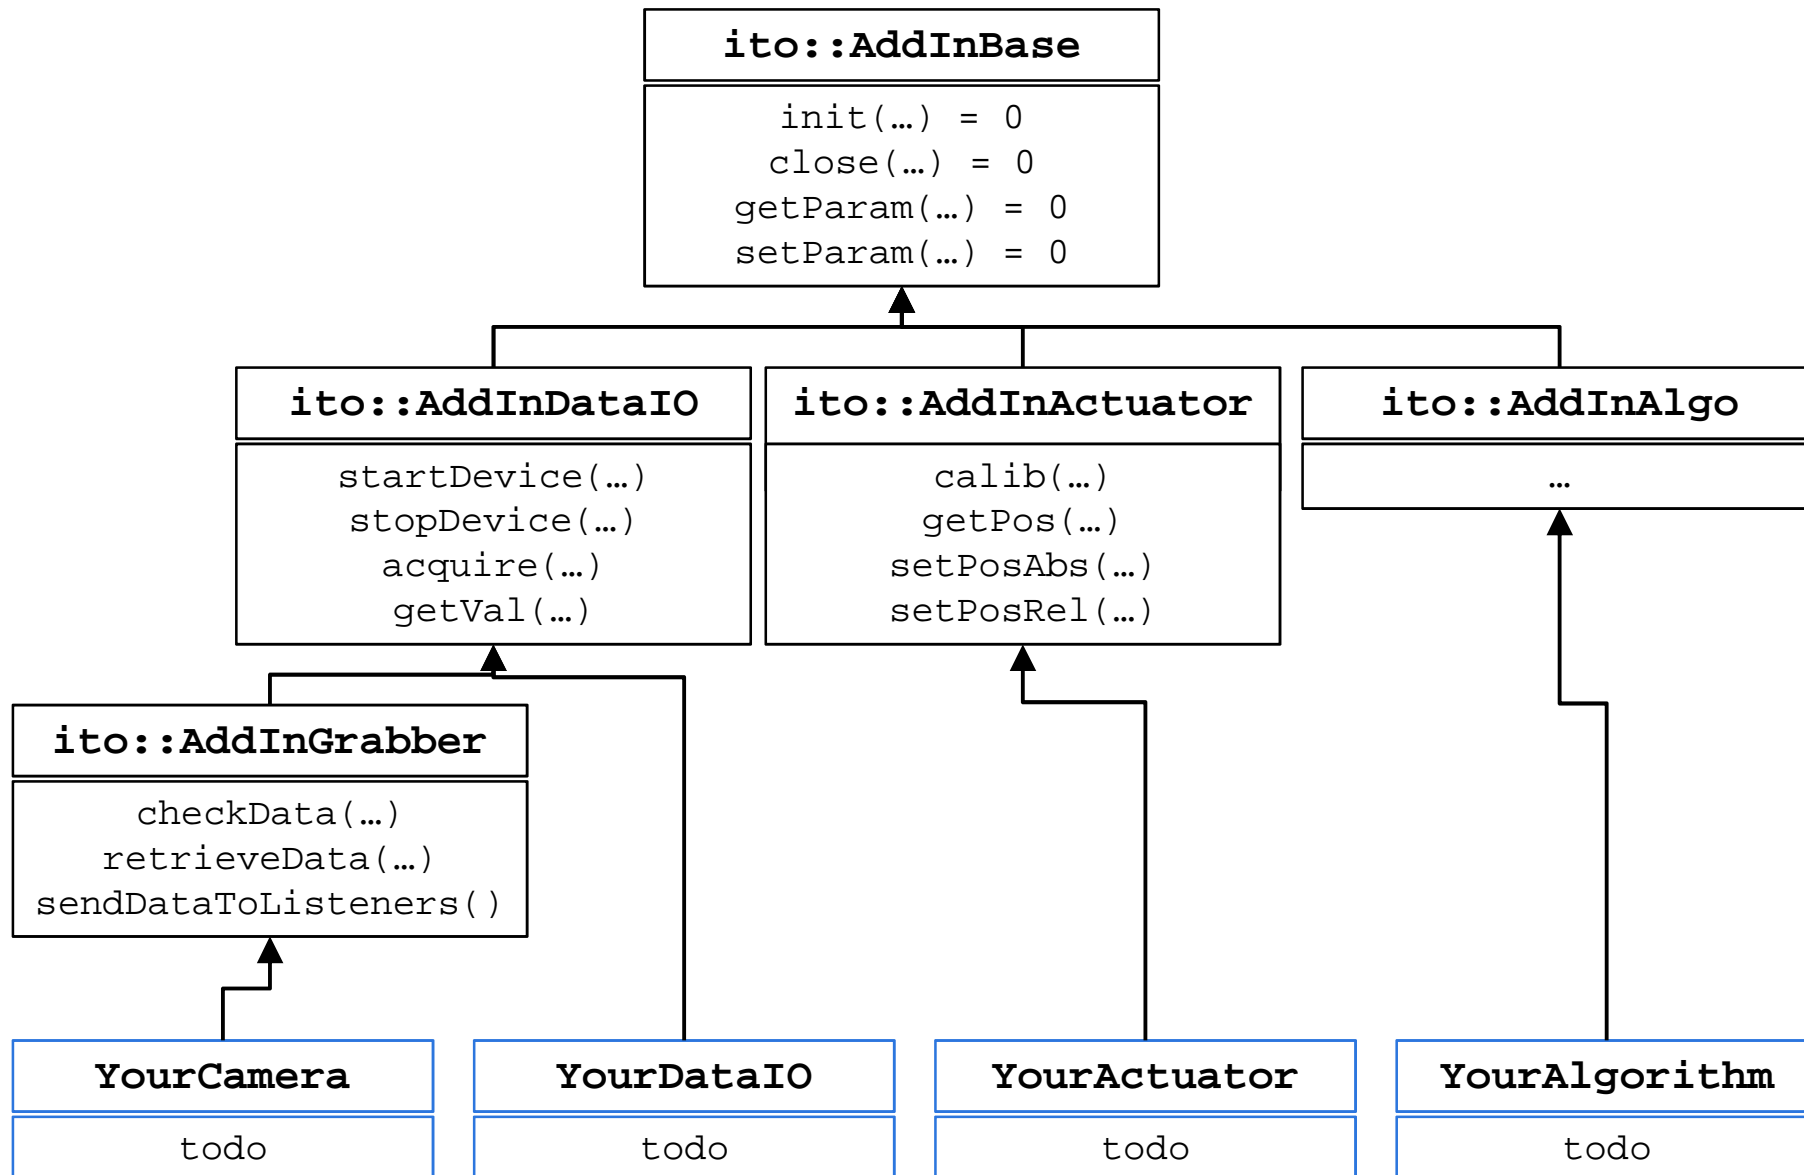 ito::AddInBase
init(…) = 0
close(…) = 0
getParam(…) = 0
setParam(…) = 0
ito::AddInDataIO
startDevice(…)
stopDevice(…)
acquire(…)
getVal(…)
ito::AddInActuator
calib(…)
getPos(…)
setPosAbs(…)
setPosRel(…)
ito::AddInAlgo
…
ito::AddInGrabber
checkData(…)
retrieveData(…)
sendDataToListeners()
YourCamera
todo
YourDataIO
todo
YourActuator
todo
YourAlgorithm
todo